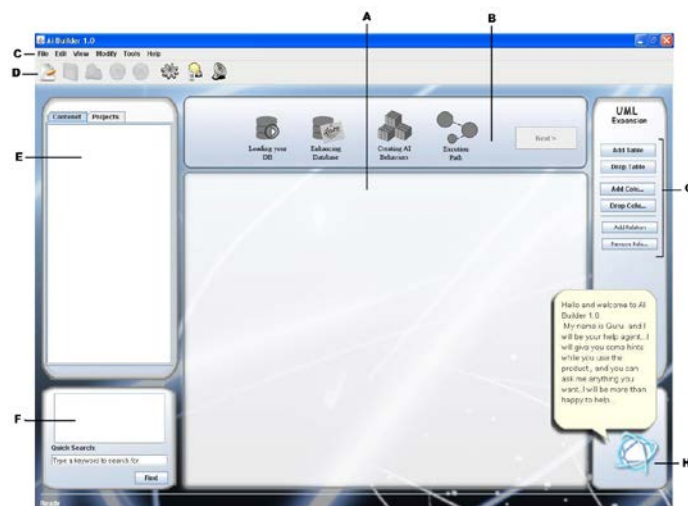 A
B
AI Builder 1.0
C
File Edit View Modify Tools Help
D
Content Projects
E
Loading your
DB
Enhancing
Database
Creating AI
Behaviors
Execution
Path
Next >
UML
Expansion
Add Table
Drop Table
Add Colu...
Drop Colu...
Add Relation
Remove Rela...
G
Hello and welcome to AI
Builder 1.0
My name is Guru and I
will be your help agent...I
will give you some hints
while you use the
product, and you can
ask me anything you
want..I will be more than
happy to help...
F
Quick Search:
Type a keyword to search for
Find
H
Ready